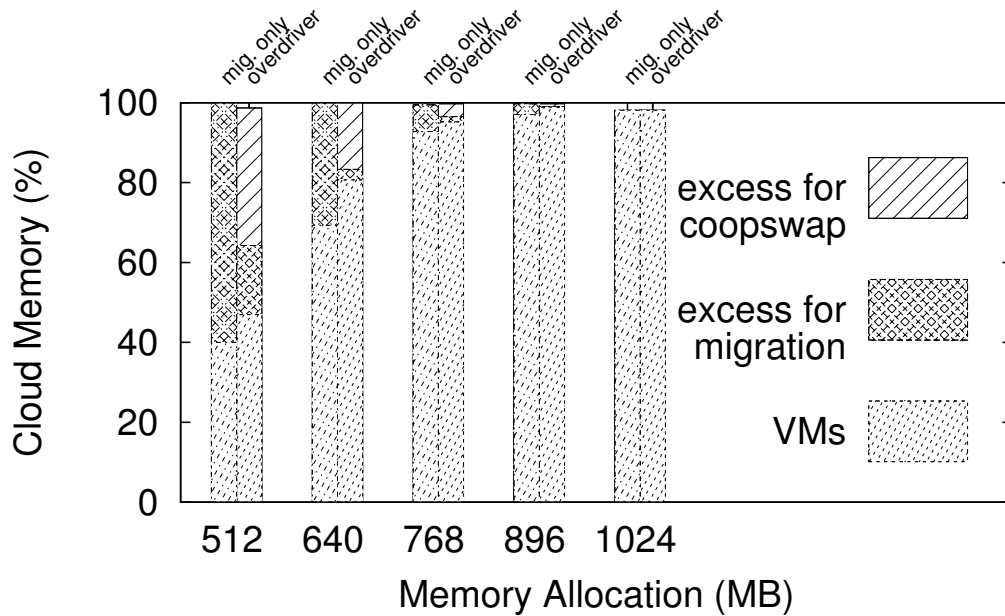 mig. only
overdriver
mig. only
overdriver
mig. only
overdriver
mig. only
overdriver
mig. only
overdriver
100
80
60
40
20
0
Cloud Memory (%)
excess for
coopswap
excess for
migration
VMs
512 640 768 896 1024
Memory Allocation (MB)